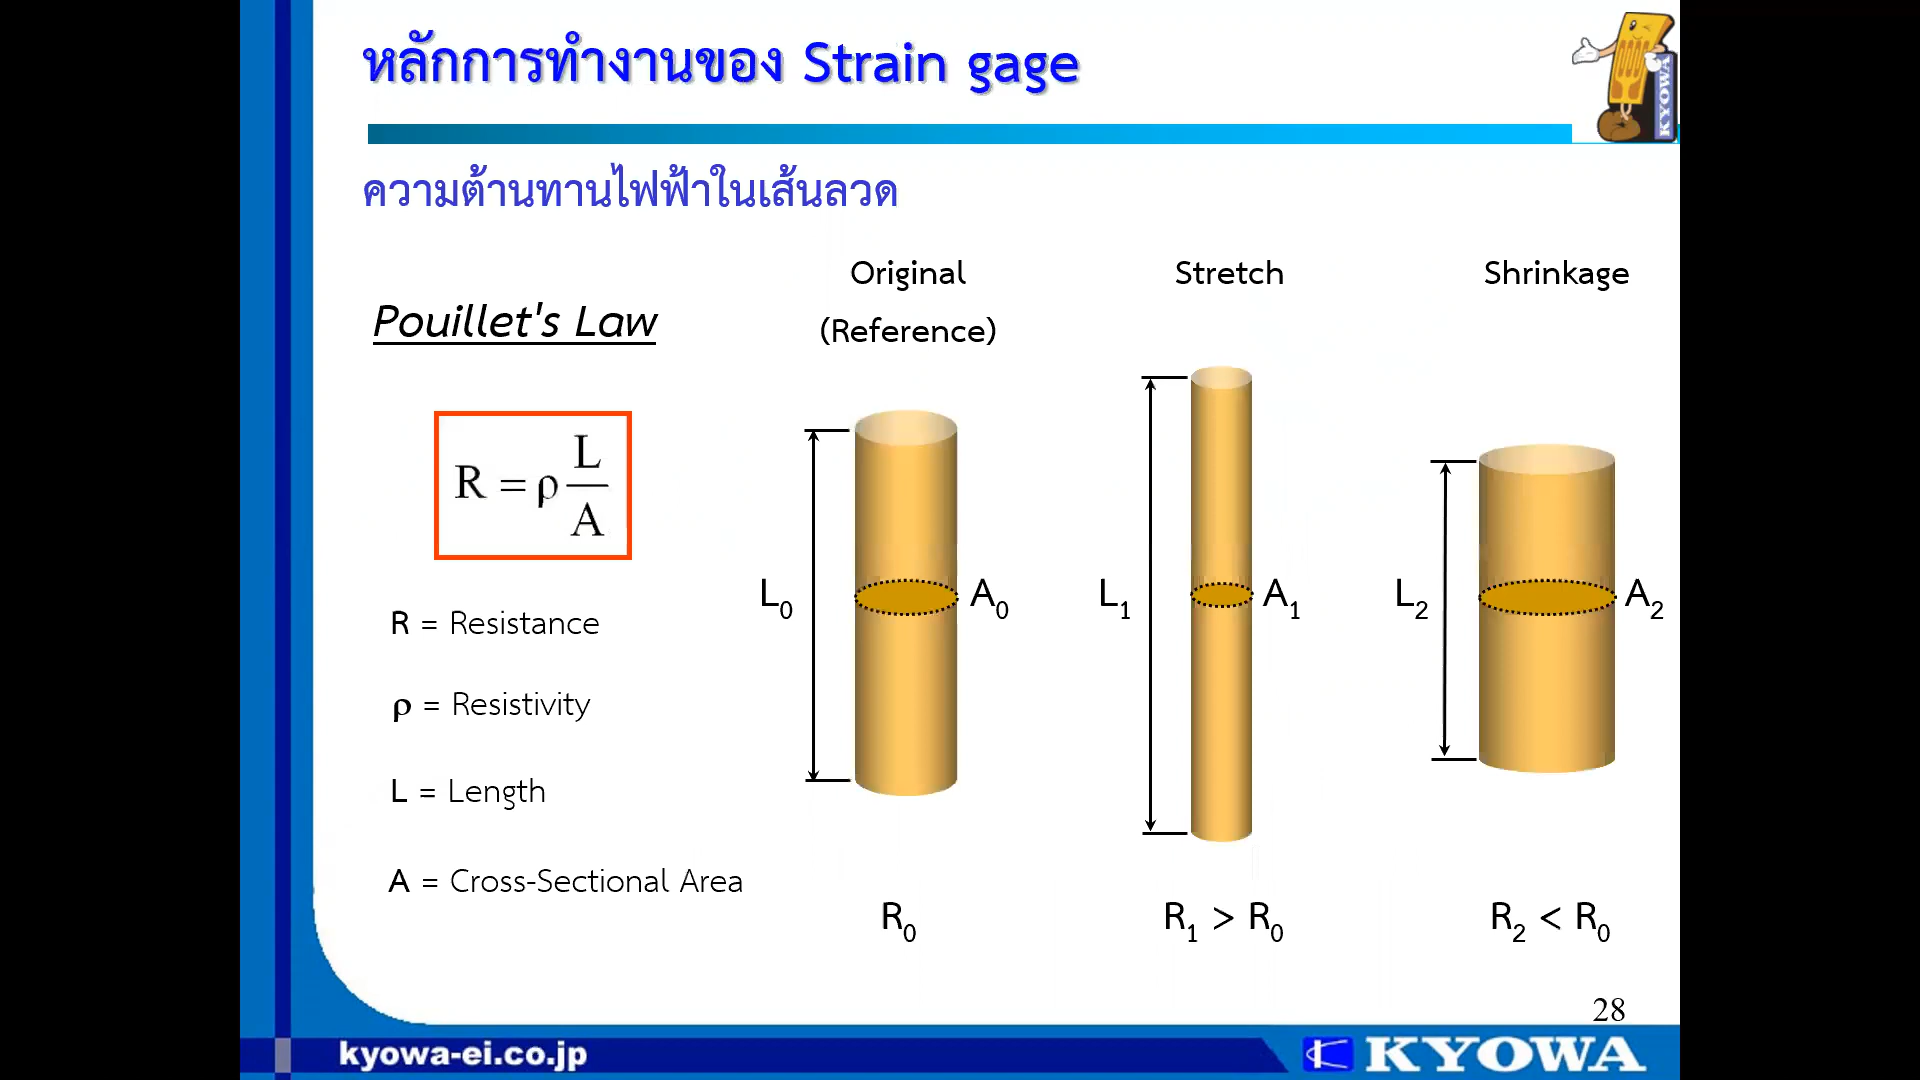 หลักการทำงานของ Strain gage
KYOWA
ความต้านทานไฟฟ้าในเส้นลวด
Pouillet's Law
R = ρ L/A
R = Resistance
ρ = Resistivity
L = Length
A = Cross-Sectional Area
Original
(Reference)
L0
A0
R0
Stretch
L1
A1
R1 > R0
Shrinkage
L2
A2
R2 < R0
28
kyowa-ei.co.jp
KYOWA